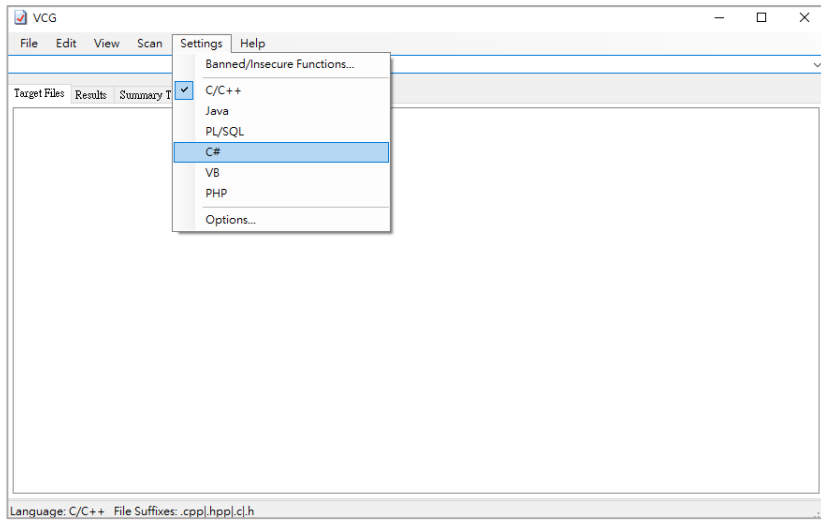 VCG
File Edit View Scan Settings Help
Banned/Insecure Functions...
Target Files Results Summary T
C/C++
Java
PL/SQL
C#
VB
PHP
Options...
Language: C/C++ File Suffixes: .cpp|.hpp|.c|.h